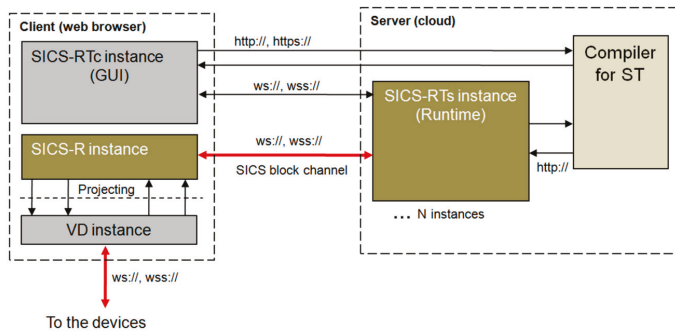 Client (web browser)
Server (cloud)
SICS-RTc instance
(GUI)
http://, https://
Compiler
for ST
ws://, wss://
SICS-RTs instance
(Runtime)
SICS-R instance
ws://, wss://
SICS block channel
http://
Projecting
... N instances
VD instance
ws://, wss://
To the devices